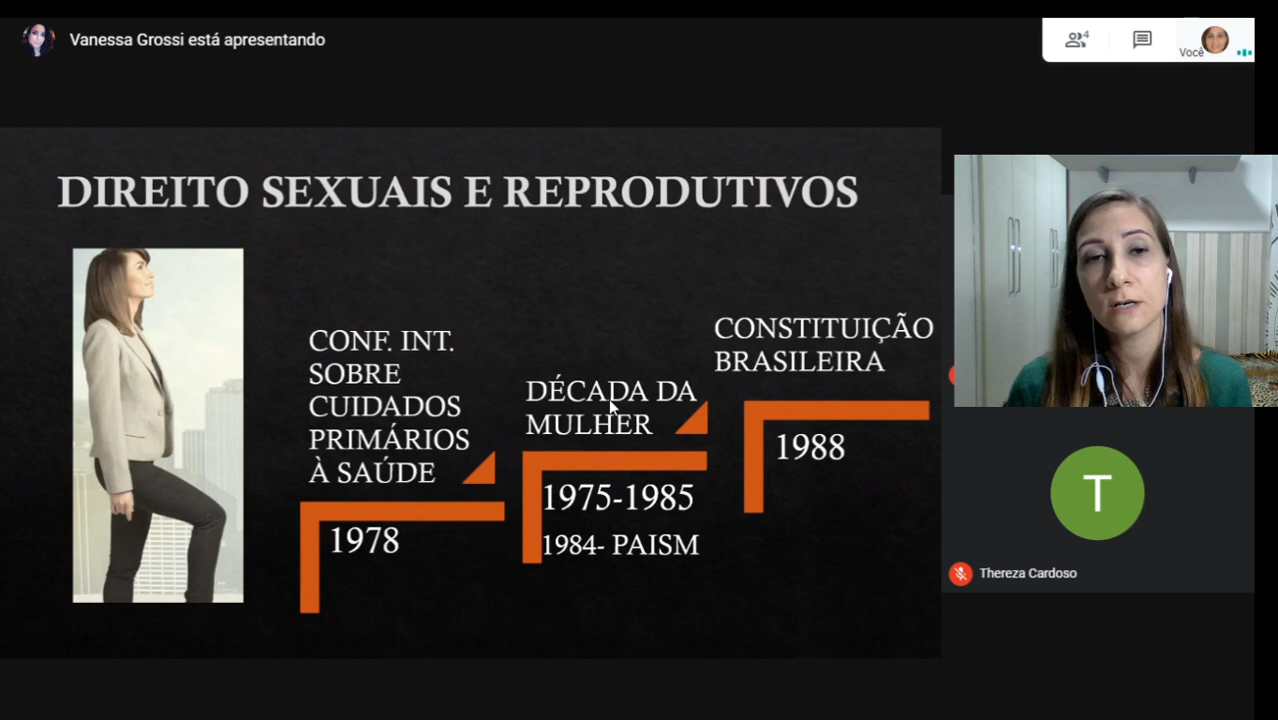 Vanessa Grossi está apresentando
4
Você
DIREITO SEXUAIS E REPRODUTIVOS
CONF. INT.
SOBRE
CUIDADOS
PRIMÁRIOS
À SAÚDE
1978
DÉCADA DA
MULHER
1975-1985
1984- PAISM
CONSTITUIÇÃO
BRASILEIRA
1988
T
Thereza Cardoso